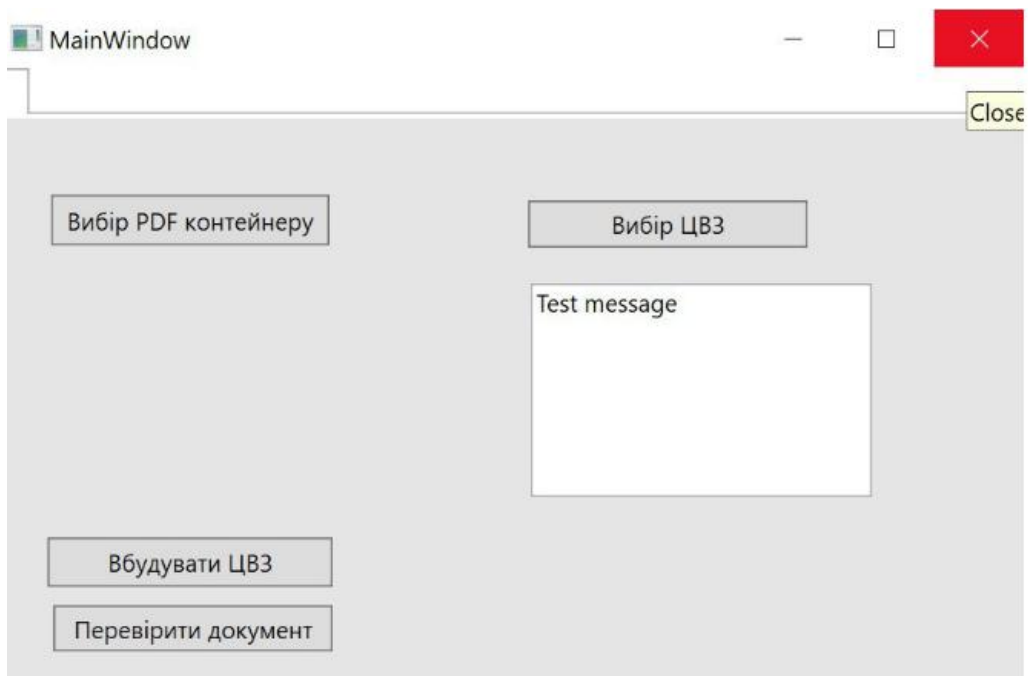 MainWindow
Close
Вибір PDF контейнеру
Вибір ЦВЗ
Test message
Вбудувати ЦВЗ
Перевірити документ